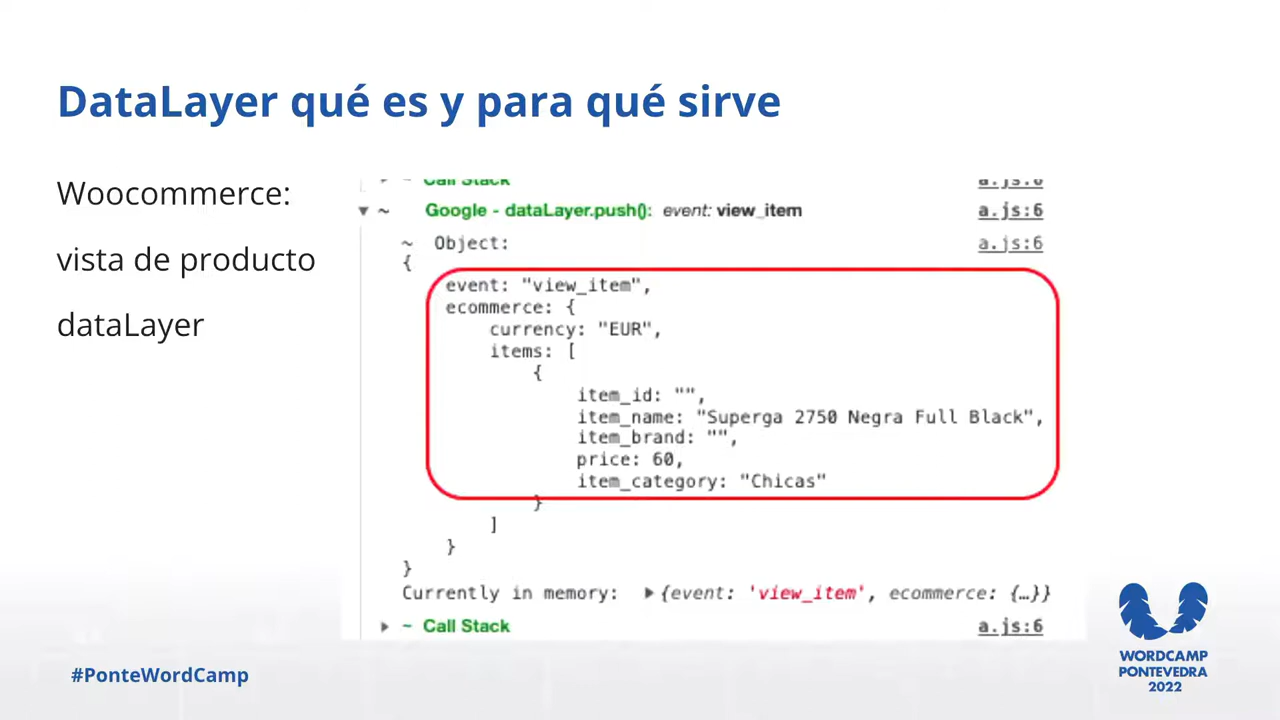 DataLayer qué es y para qué sirve
Woocommerce:
vista de producto
dataLayer
~ Call Stack a.js:6
▼ ~ Google - dataLayer.push(): event: view_item a.js:6
~ Object: a.js:6
{
event: "view_item",
ecommerce: {
currency: "EUR",
items: [
{
item_id: "",
item_name: "Superga 2750 Negra Full Black",
item_brand: "",
price: 60,
item_category: "Chicas"
}
]
}
}
Currently in memory: ▶ {event: 'view_item', ecommerce: {…}}
▶ ~ Call Stack a.js:6
#PonteWordCamp
WORDCAMP
PONTEVEDRA
2022